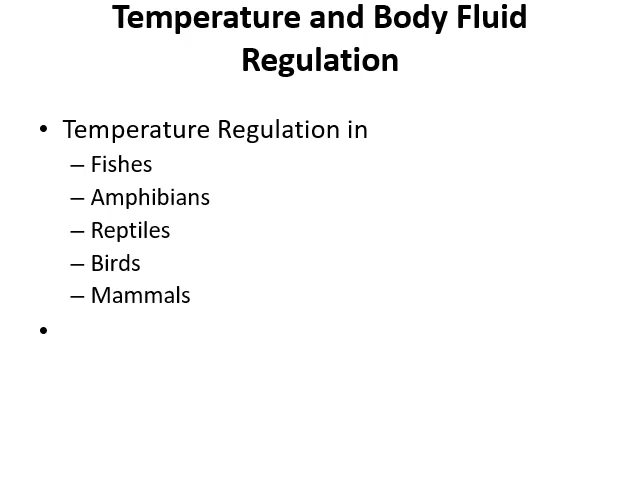 Temperature and Body Fluid
Regulation
• Temperature Regulation in
– Fishes
– Amphibians
– Reptiles
– Birds
– Mammals
•